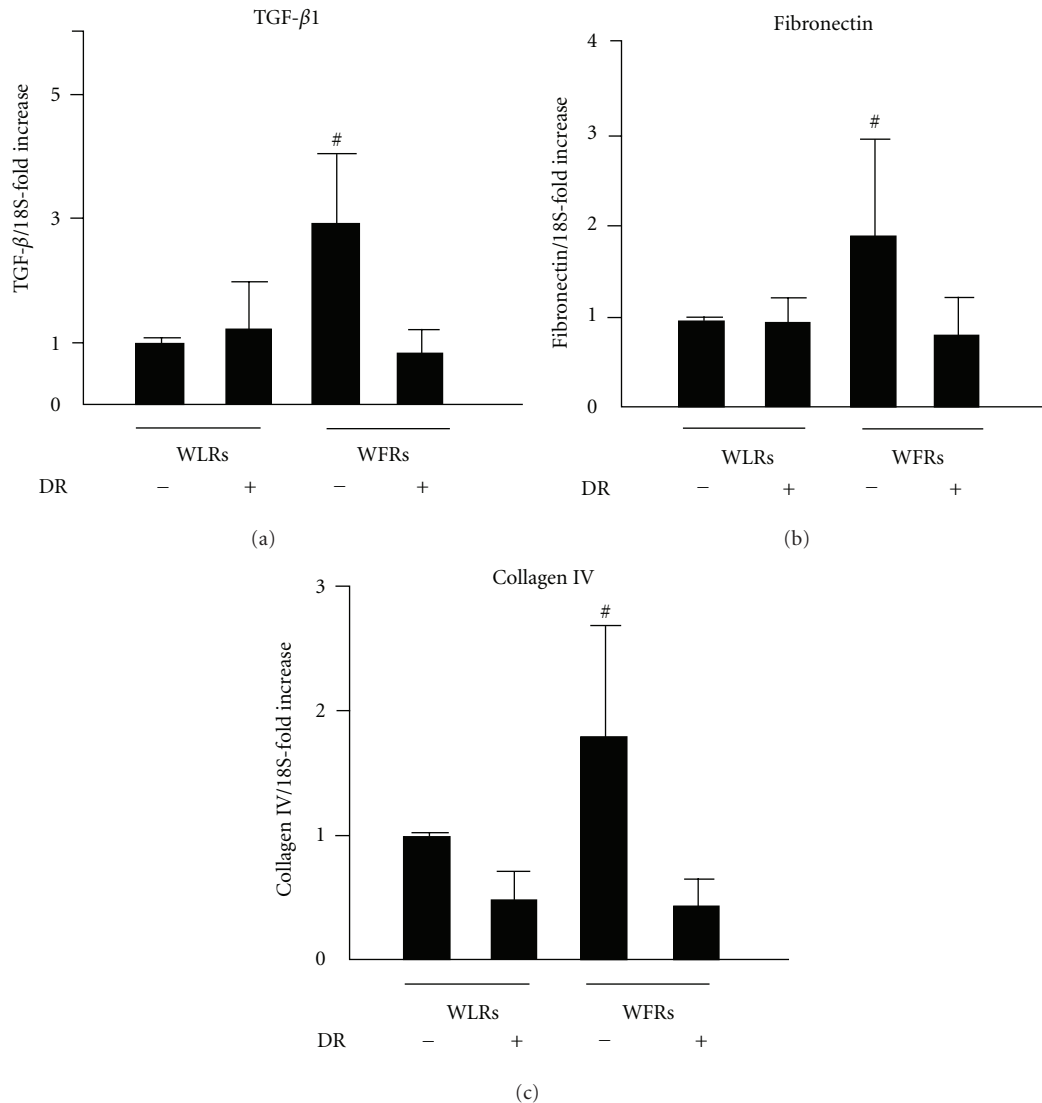 TGF-β1
TGF-β/18S-fold increase
5
3
1
0
#
WLRs
WFRs
DR
−
+
−
+
(a)
Fibronectin
Fibronectin/18S-fold increase
4
3
2
1
0
#
WLRs
WFRs
DR
−
+
−
+
(b)
Collagen IV
Collagen IV/18S-fold increase
3
2
1
0
#
WLRs
WFRs
DR
−
+
−
+
(c)